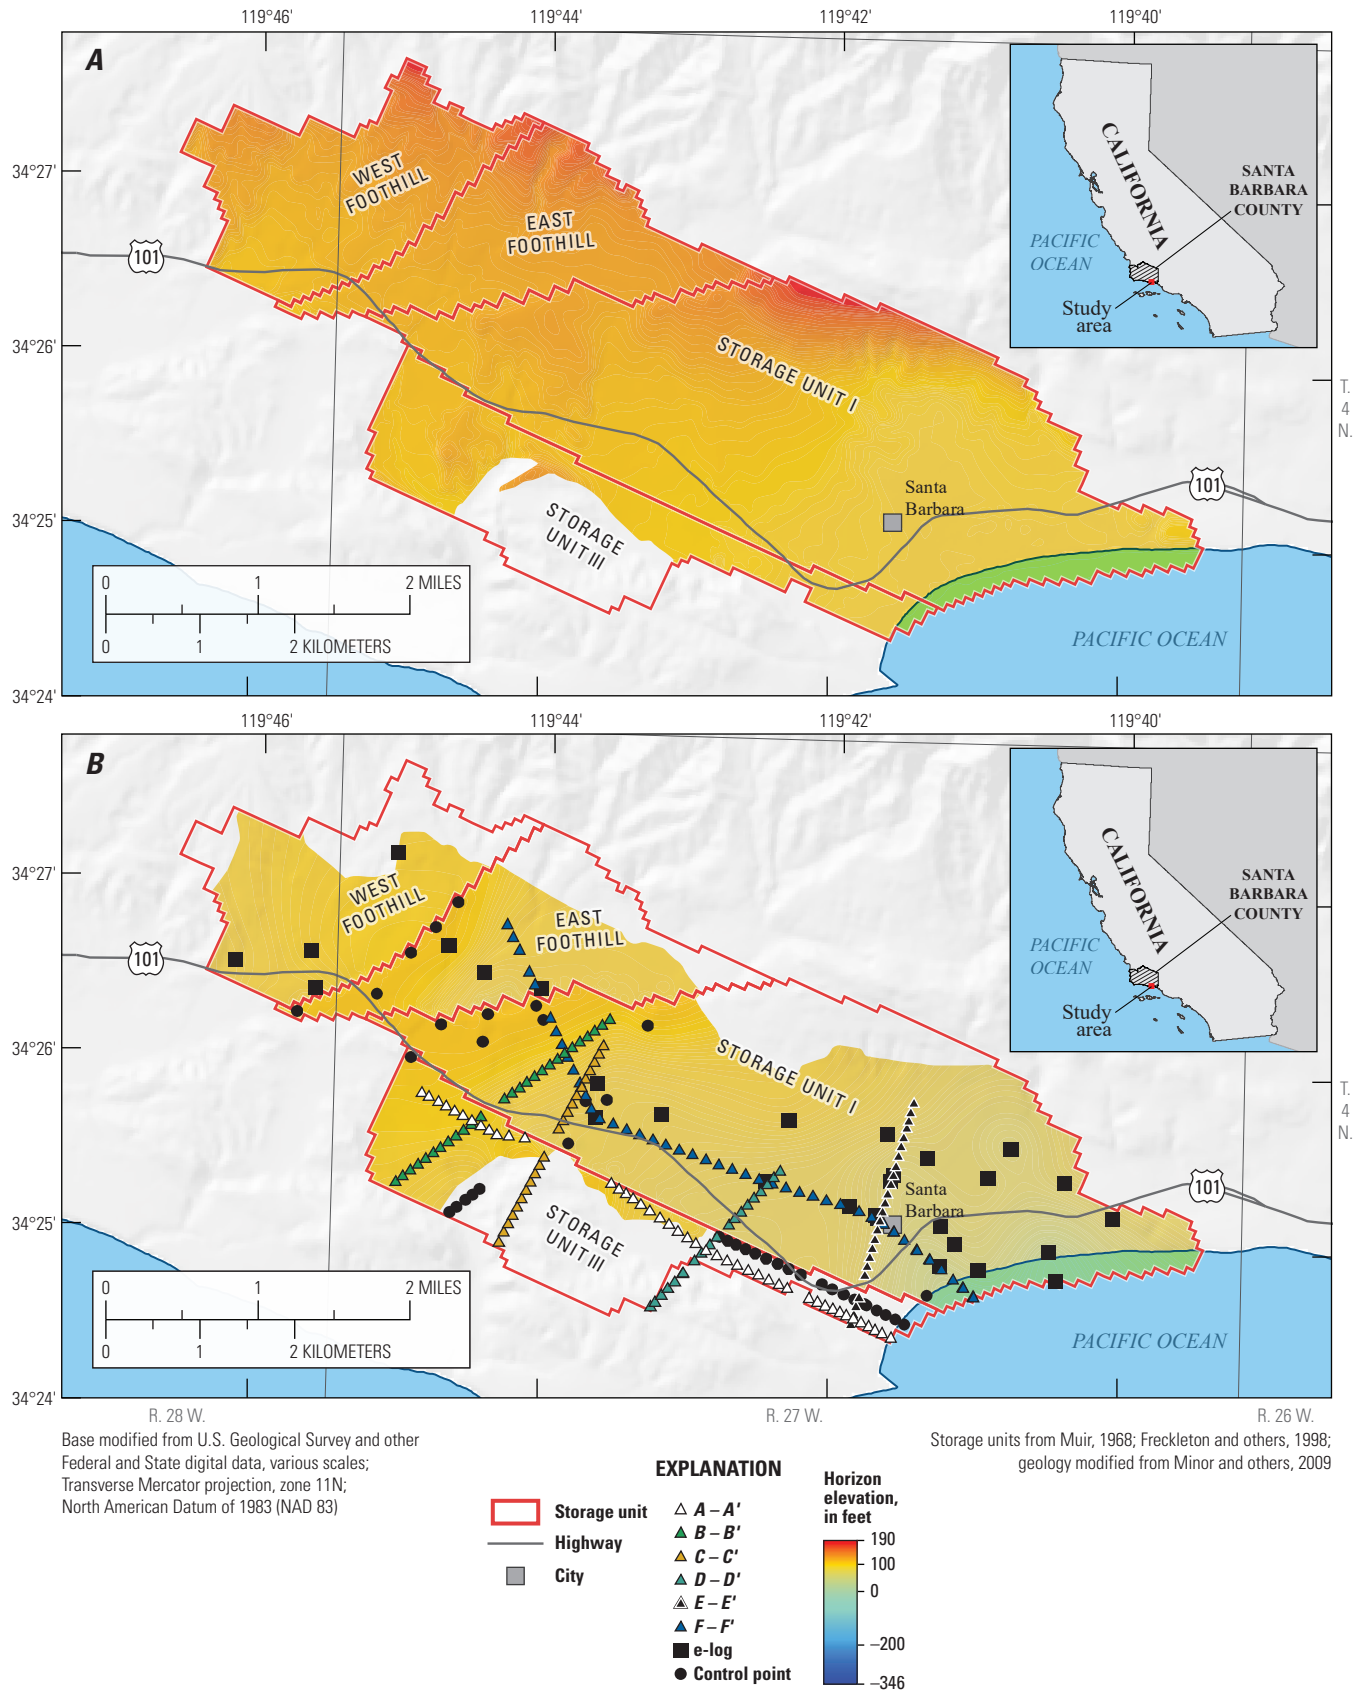 119°46'
119°44'
119°42'
119°40'
A
34°27'
34°26'
34°25'
34°24'
WEST
FOOTHILL
EAST
FOOTHILL
STORAGE UNIT I
STORAGE
UNIT III
101
101
Santa
Barbara
PACIFIC OCEAN
0 1 2 MILES
0 1 2 KILOMETERS
CALIFORNIA
SANTA
BARBARA
COUNTY
PACIFIC
OCEAN
Study
area
T.
4
N.
119°46'
119°44'
119°42'
119°40'
B
34°27'
34°26'
34°25'
34°24'
WEST
FOOTHILL
EAST
FOOTHILL
STORAGE UNIT I
STORAGE
UNIT III
101
101
Santa
Barbara
PACIFIC OCEAN
0 1 2 MILES
0 1 2 KILOMETERS
CALIFORNIA
SANTA
BARBARA
COUNTY
PACIFIC
OCEAN
Study
area
T.
4
N.
R. 28 W.
R. 27 W.
R. 26 W.
Base modified from U.S. Geological Survey and other
Federal and State digital data, various scales;
Transverse Mercator projection, zone 11N;
North American Datum of 1983 (NAD 83)
Storage units from Muir, 1968; Freckleton and others, 1998;
geology modified from Minor and others, 2009
EXPLANATION
Storage unit
Highway
City
A – A'
B – B'
C – C'
D – D'
E – E'
F – F'
e-log
Control point
Horizon
elevation,
in feet
190
100
0
–200
–346